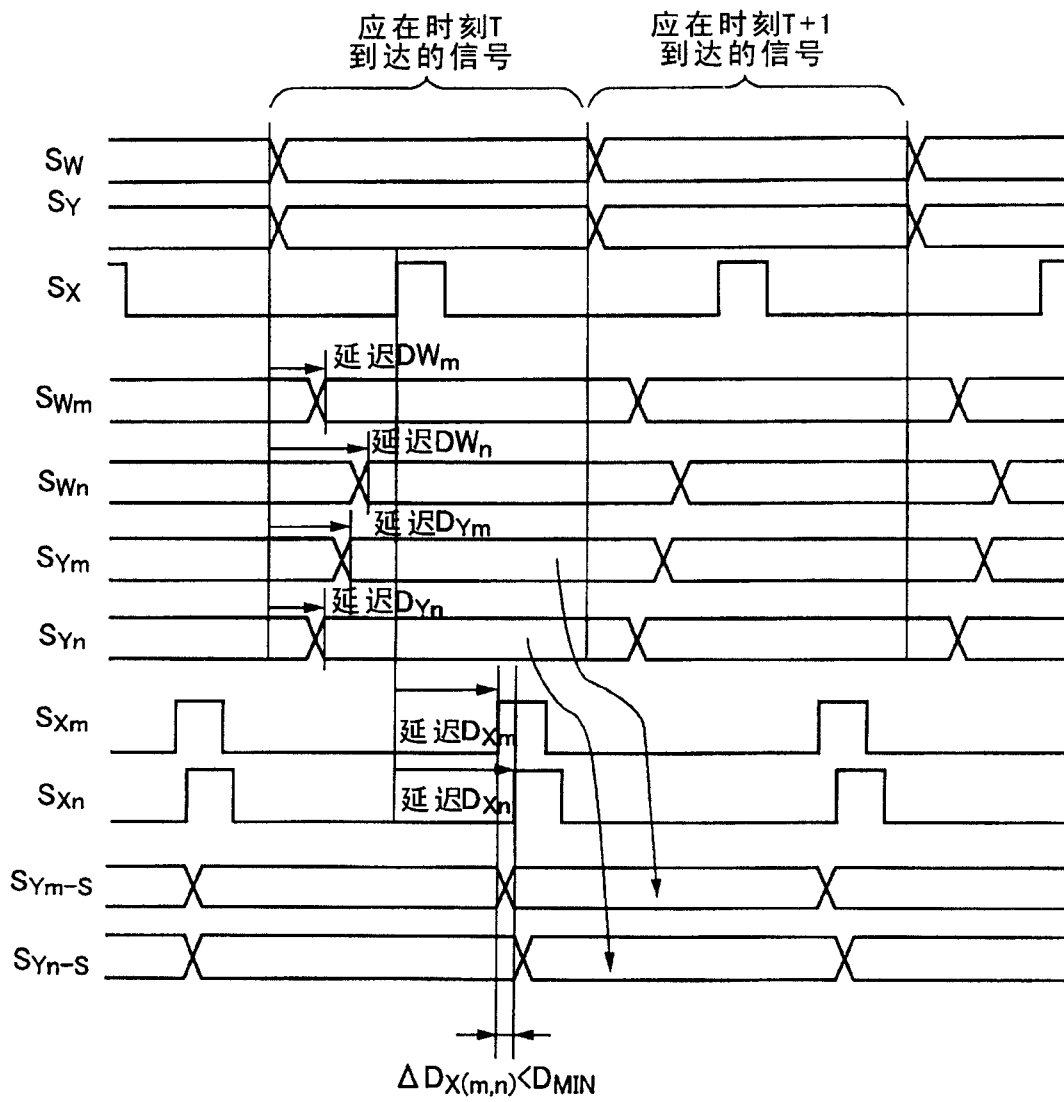 应在时刻T
到达的信号
应在时刻T+1
到达的信号
SW
SY
SX
延迟DWm
SWm
延迟DWn
SWn
延迟DYm
SYm
延迟DYn
SYn
SXm
延迟DXm
SXn
延迟DXn
SYm-S
SYn-S
ΔDX(m,n)<DMIN